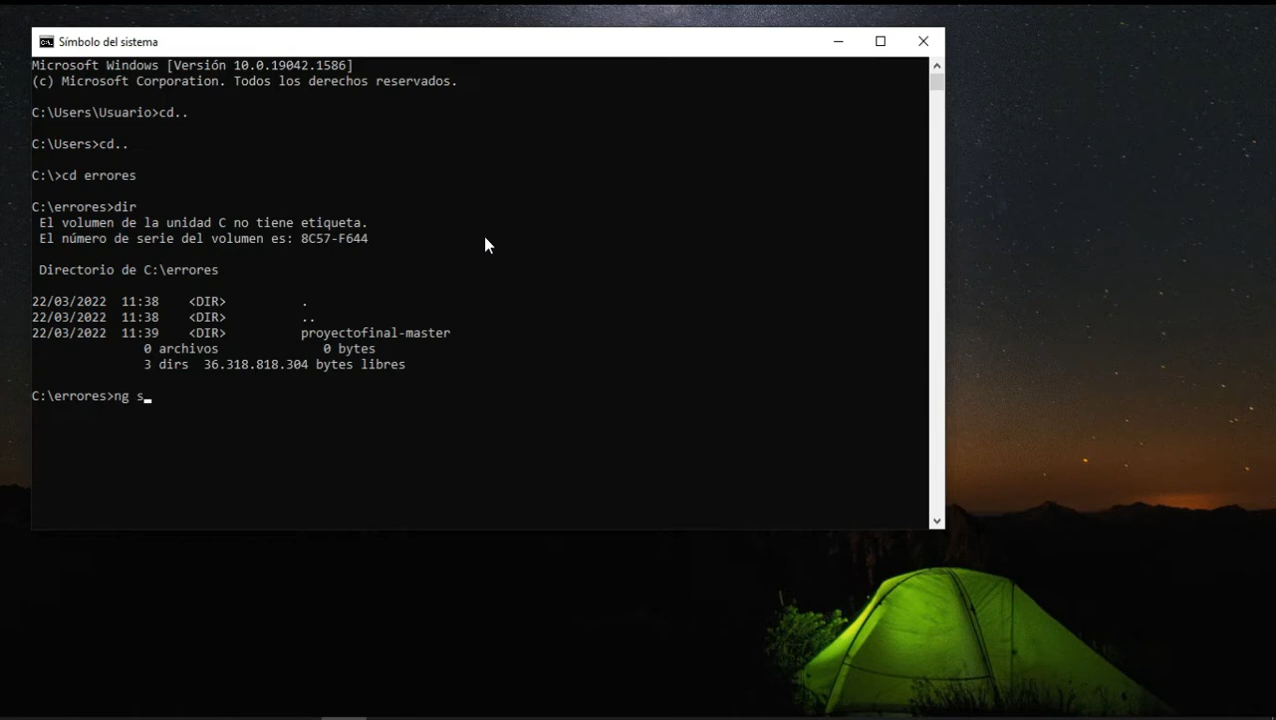 Símbolo del sistema
Microsoft Windows [Versión 10.0.19042.1586]
(c) Microsoft Corporation. Todos los derechos reservados.
C:\Users\Usuario>cd..
C:\Users>cd..
C:\>cd errores
C:\errores>dir
El volumen de la unidad C no tiene etiqueta.
El número de serie del volumen es: 8C57-F644
Directorio de C:\errores
22/03/2022  11:38    <DIR>          .
22/03/2022  11:38    <DIR>          ..
22/03/2022  11:39    <DIR>          proyectofinal-master
0 archivos              0 bytes
3 dirs  36.318.818.304 bytes libres
C:\errores>ng s